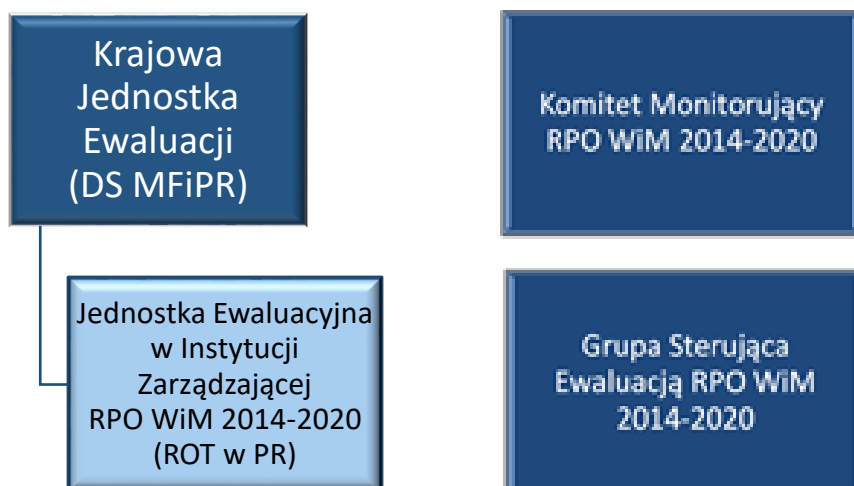 Krajowa
Jednostka
Ewaluacji
(DS MFiPR)
Komitet Monitorujący
RPO WiM 2014-2020
Jednostka Ewaluacyjna
w Instytucji
Zarządzającej
RPO WiM 2014-2020
(ROT w PR)
Grupa Sterująca
Ewaluacją RPO WiM
2014-2020